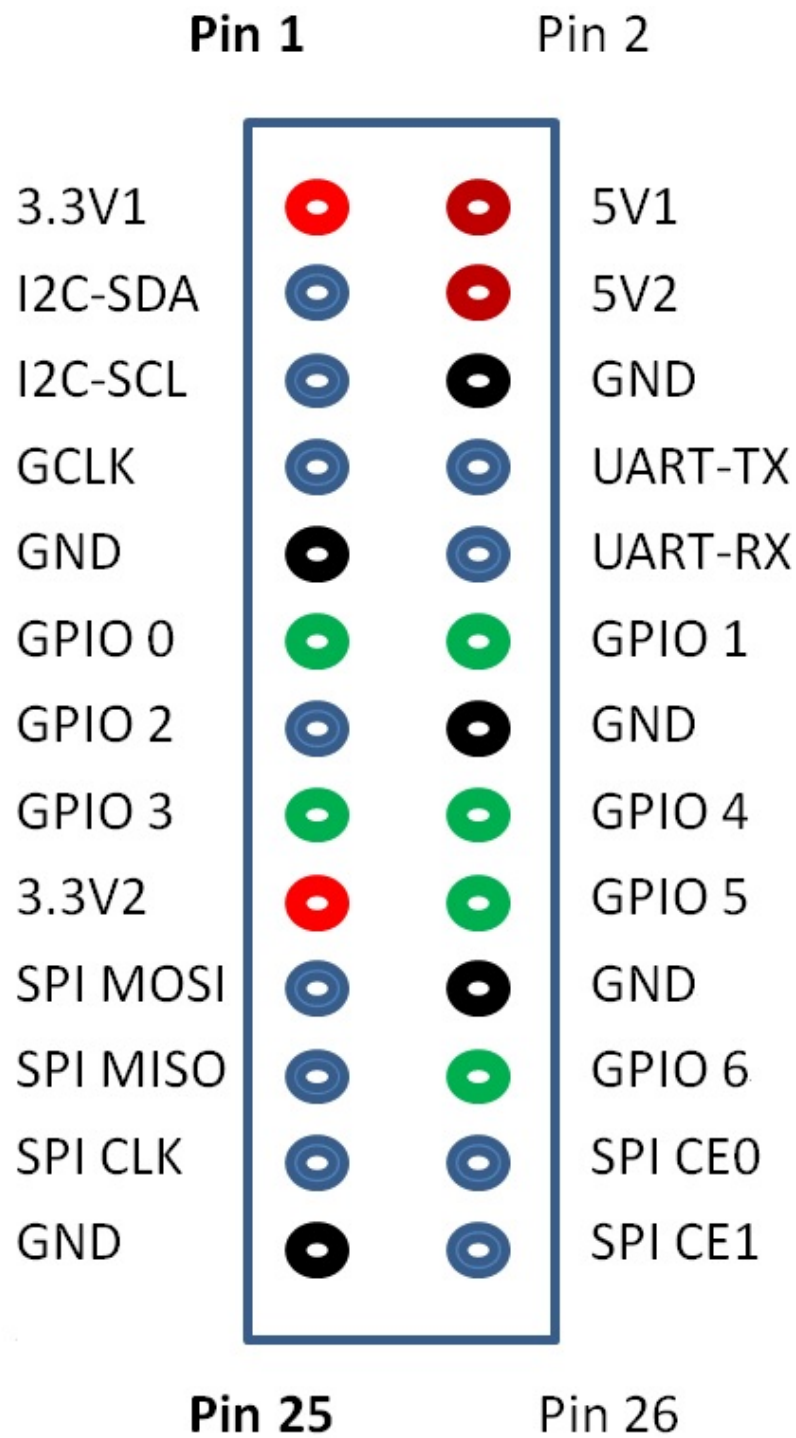 Pin 1 Pin 2
3.3V1 5V1
I2C-SDA 5V2
I2C-SCL GND
GCLK UART-TX
GND UART-RX
GPIO 0 GPIO 1
GPIO 2 GND
GPIO 3 GPIO 4
3.3V2 GPIO 5
SPI MOSI GND
SPI MISO GPIO 6
SPI CLK SPI CE0
GND SPI CE1
Pin 25 Pin 26